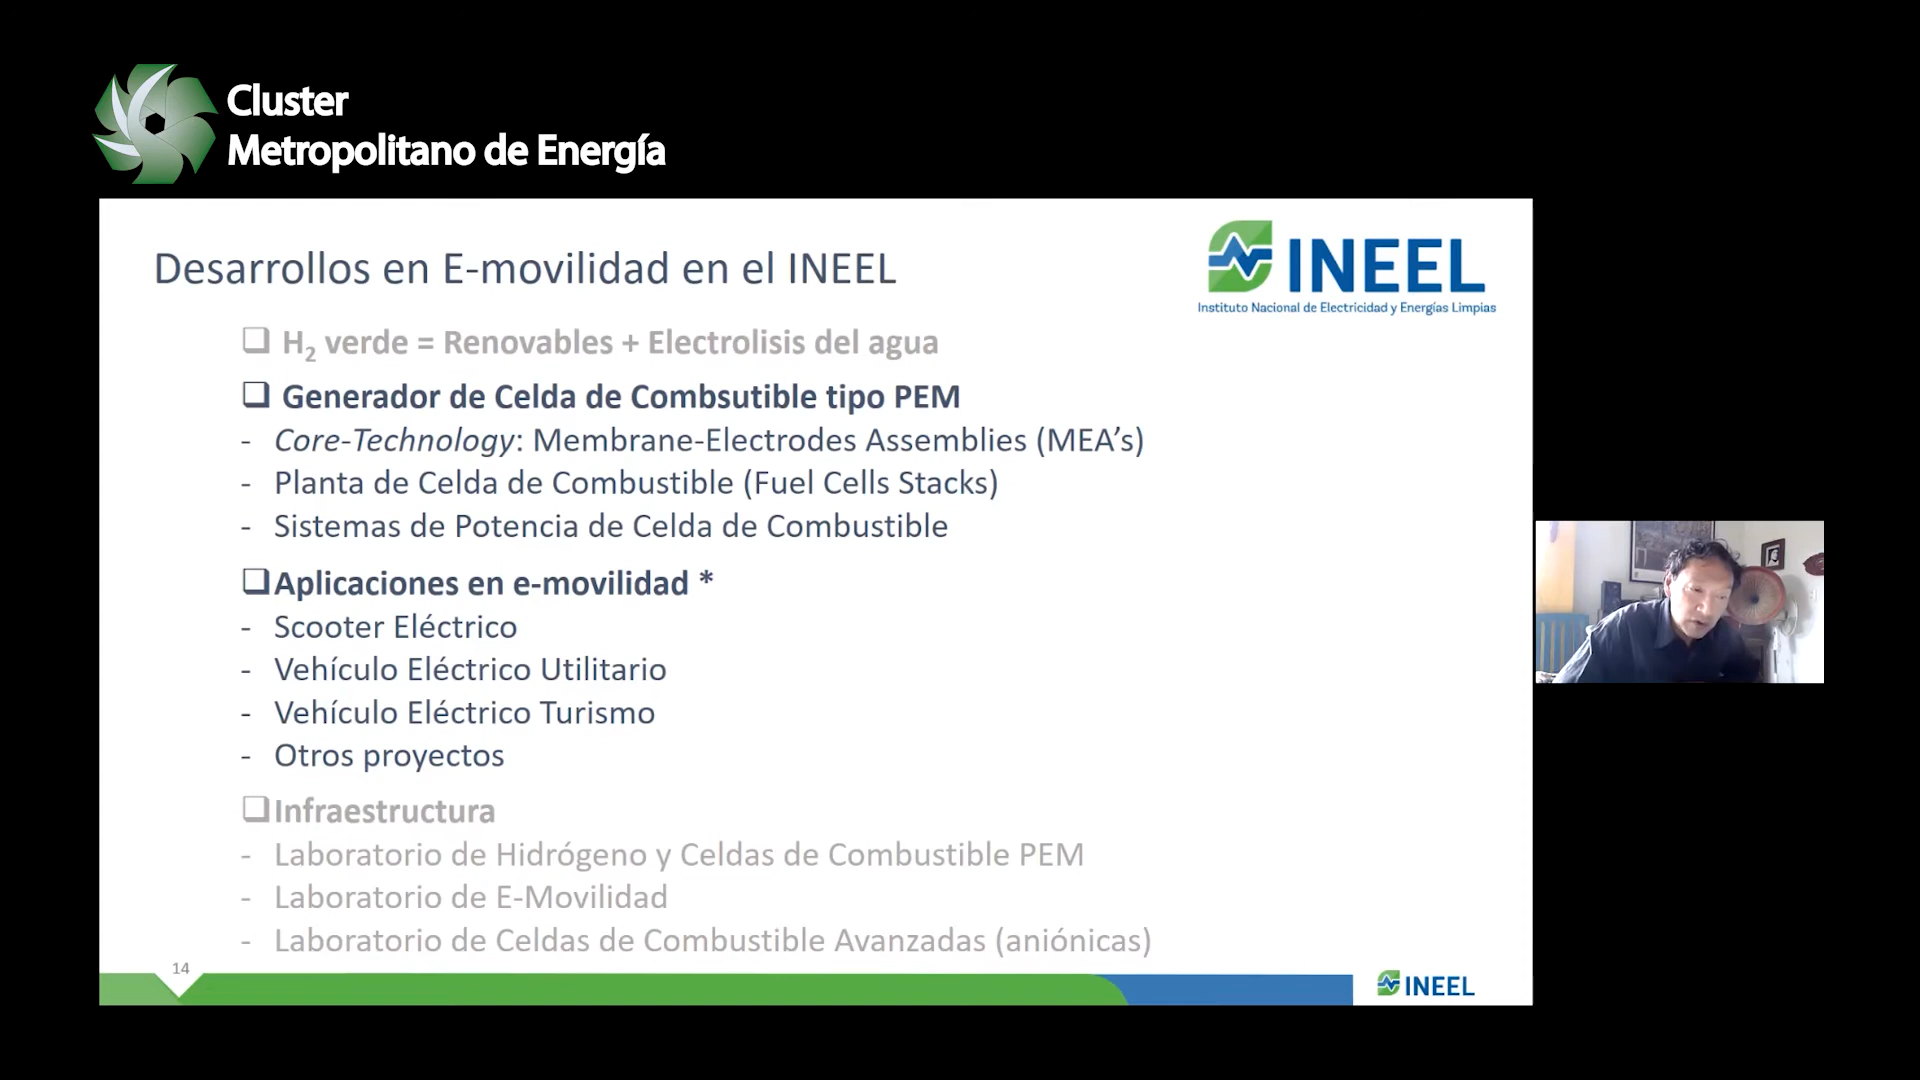 Cluster
Metropolitano de Energía
Desarrollos en E-movilidad en el INEEL
INEEL
Instituto Nacional de Electricidad y Energías Limpias
❑ H₂ verde = Renovables + Electrolisis del agua
❑ Generador de Celda de Combsutible tipo PEM
- Core-Technology: Membrane-Electrodes Assemblies (MEA’s)
- Planta de Celda de Combustible (Fuel Cells Stacks)
- Sistemas de Potencia de Celda de Combustible
❑Aplicaciones en e-movilidad *
- Scooter Eléctrico
- Vehículo Eléctrico Utilitario
- Vehículo Eléctrico Turismo
- Otros proyectos
❑Infraestructura
- Laboratorio de Hidrógeno y Celdas de Combustible PEM
- Laboratorio de E-Movilidad
- Laboratorio de Celdas de Combustible Avanzadas (aniónicas)
14
INEEL